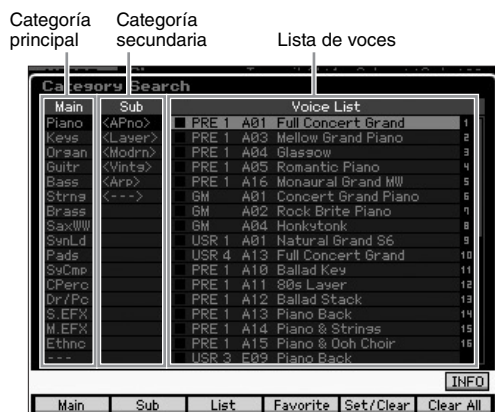 Categoría principal
Categoría secundaria
Lista de voces
Category Search
Main Sub Voice List
Piano <APno> PRE 1 A01 Full Concert Grand 1
Keys <Layer> PRE 1 A03 Mellow Grand Piano 2
Organ <Modrn> PRE 1 A04 Glasgow 3
Guitr <Vintg> PRE 1 A05 Romantic Piano 4
Bass <Arp> PRE 1 A16 Monaural Grand MW 5
Strng <---> GM A01 Concert Grand Piano 6
Brass GM A02 Rock Brite Piano 7
SaxWW GM A04 Honkytonk 8
SynLd USR 1 A01 Natural Grand S6 9
Pads USR 4 A13 Full Concert Grand 10
SyCmp PRE 1 A10 Ballad Key 11
CPerc PRE 1 A11 80s Layer 12
Dr/Pc PRE 1 A12 Ballad Stack 13
S.EFX PRE 1 A13 Piano Back 14
M.EFX PRE 1 A14 Piano & Strings 15
Ethnc PRE 1 A15 Piano & Ooh Choir 16
--- USR 3 E09 Piano Back
INFO
Main Sub List Favorite Set/Clear Clear All